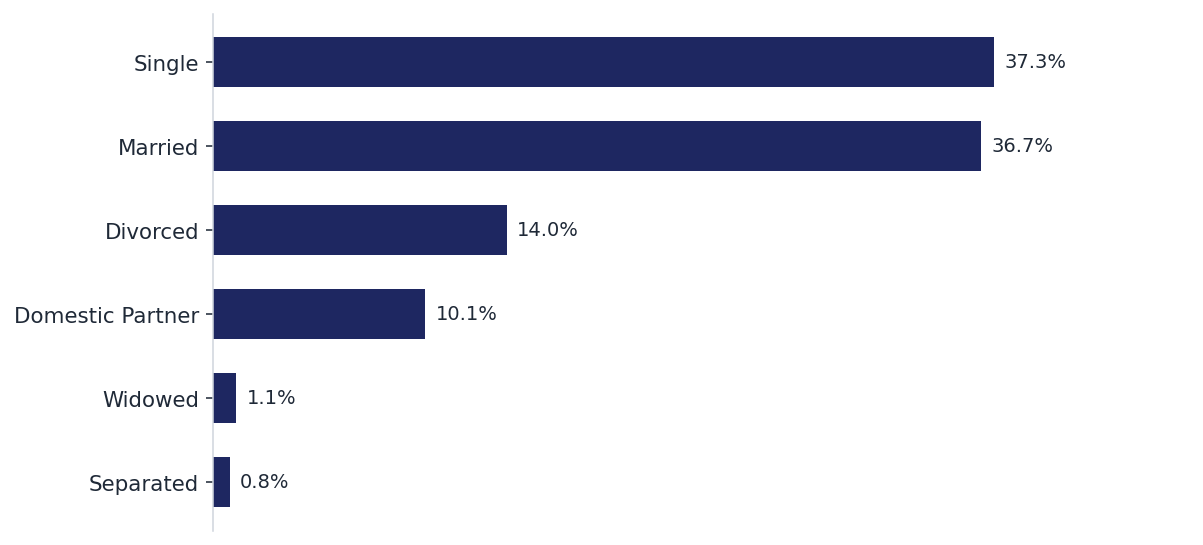 Single 37.3%
Married 36.7%
Divorced 14.0%
Domestic Partner 10.1%
Widowed 1.1%
Separated 0.8%